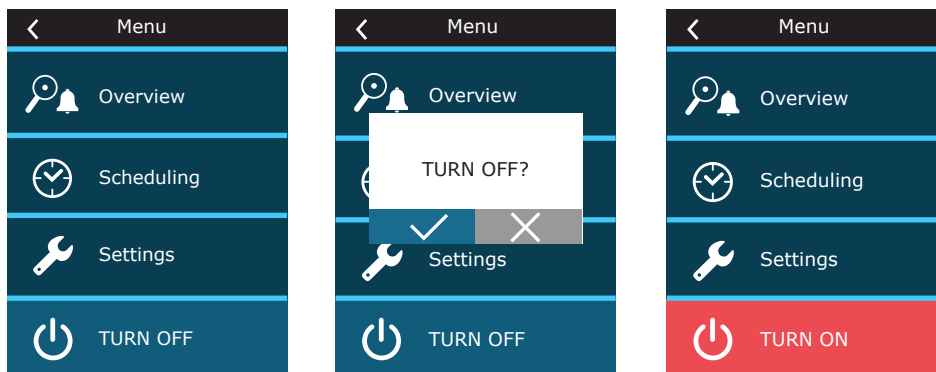 Menu
Overview
Scheduling
Settings
TURN OFF
Menu
Overview
TURN OFF?
Settings
TURN OFF
Menu
Overview
Scheduling
Settings
TURN ON